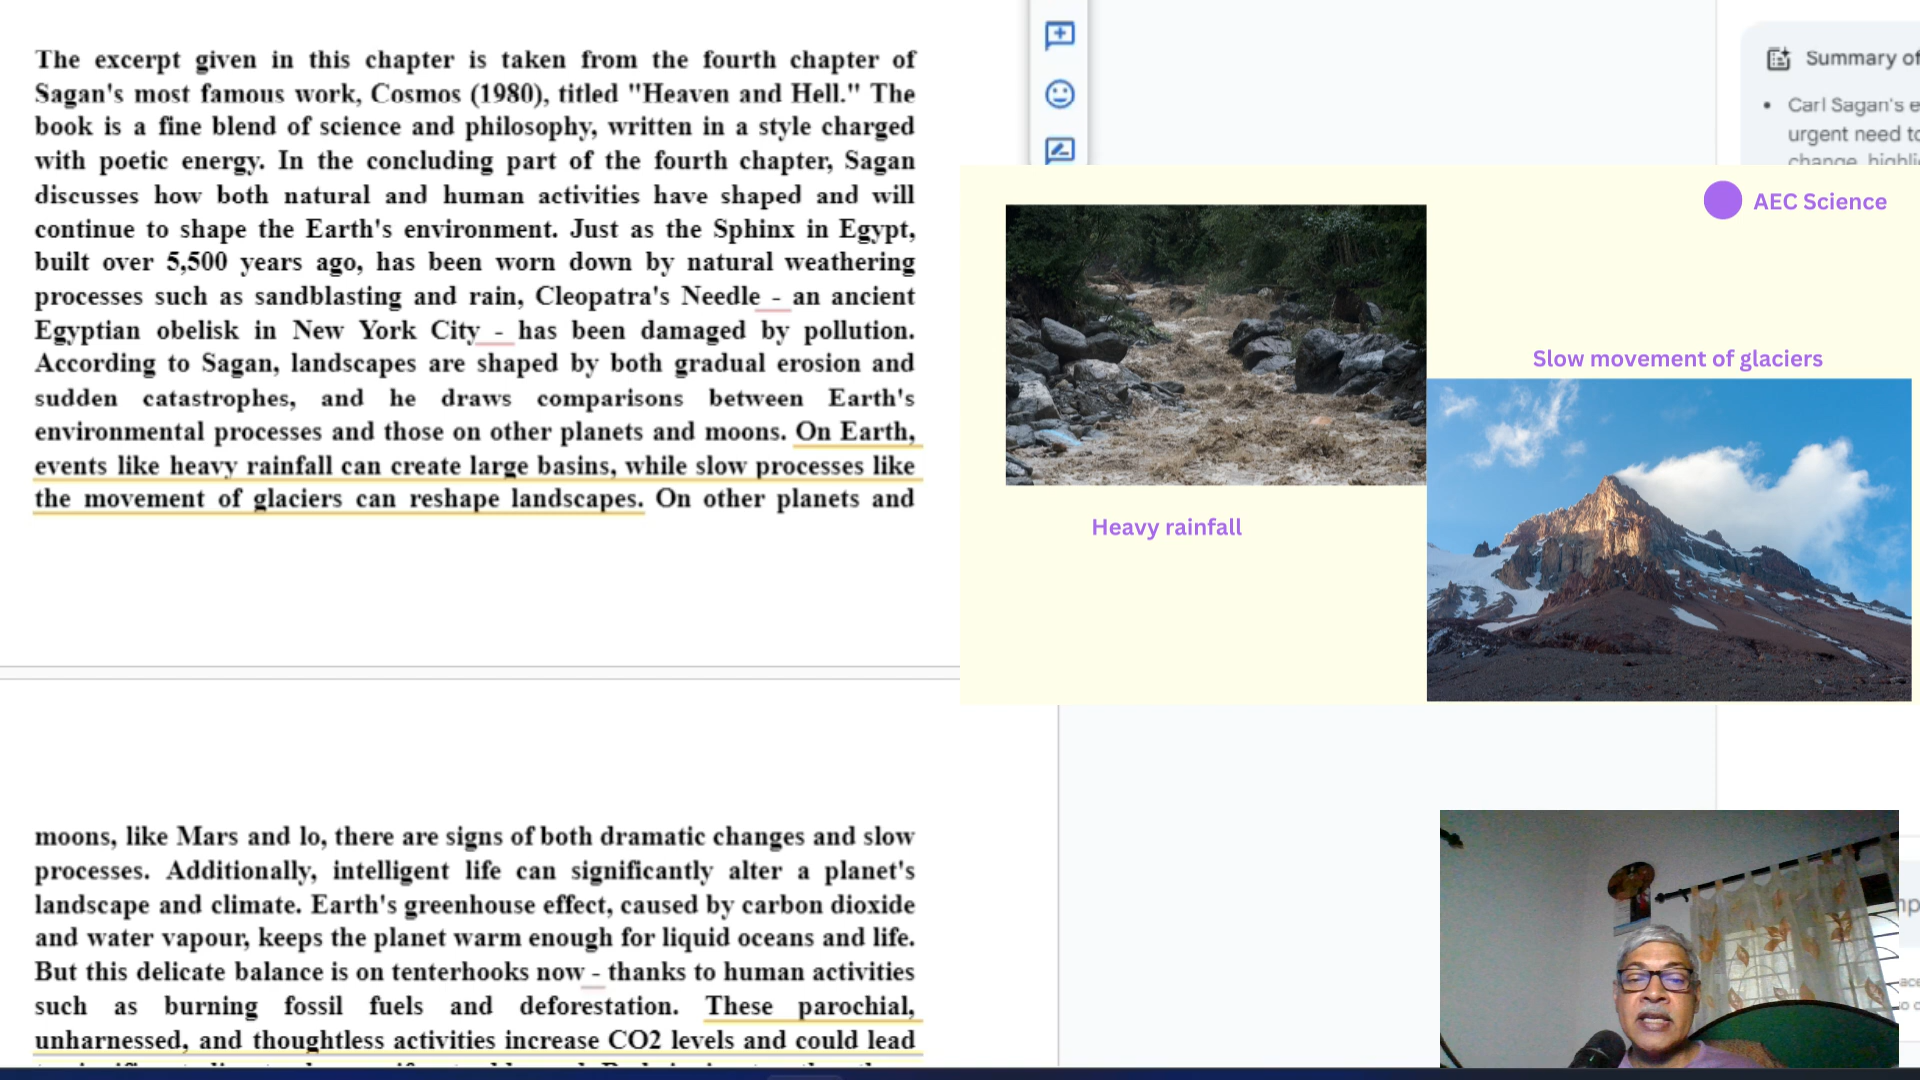 The excerpt given in this chapter is taken from the fourth chapter of
Sagan's most famous work, Cosmos (1980), titled "Heaven and Hell." The
book is a fine blend of science and philosophy, written in a style charged
with poetic energy. In the concluding part of the fourth chapter, Sagan
discusses how both natural and human activities have shaped and will
continue to shape the Earth's environment. Just as the Sphinx in Egypt,
built over 5,500 years ago, has been worn down by natural weathering
processes such as sandblasting and rain, Cleopatra's Needle - an ancient
Egyptian obelisk in New York City - has been damaged by pollution.
According to Sagan, landscapes are shaped by both gradual erosion and
sudden catastrophes, and he draws comparisons between Earth's
environmental processes and those on other planets and moons. On Earth,
events like heavy rainfall can create large basins, while slow processes like
the movement of glaciers can reshape landscapes. On other planets and
moons, like Mars and lo, there are signs of both dramatic changes and slow
processes. Additionally, intelligent life can significantly alter a planet's
landscape and climate. Earth's greenhouse effect, caused by carbon dioxide
and water vapour, keeps the planet warm enough for liquid oceans and life.
But this delicate balance is on tenterhooks now - thanks to human activities
such as burning fossil fuels and deforestation. These parochial,
unharnessed, and thoughtless activities increase CO2 levels and could lead
Summary of
• Carl Sagan's e
urgent need to
change, highli
AEC Science
Slow movement of glaciers
Heavy rainfall